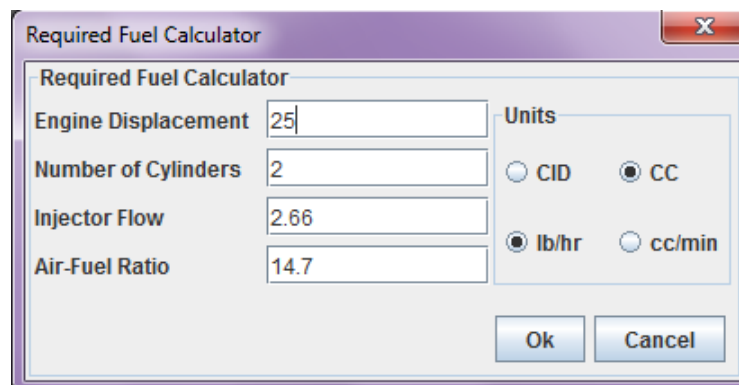 Required Fuel Calculator
Required Fuel Calculator
Engine Displacement 25
Number of Cylinders 2
Injector Flow 2.66
Air-Fuel Ratio 14.7
Units
CID CC
lb/hr cc/min
Ok Cancel